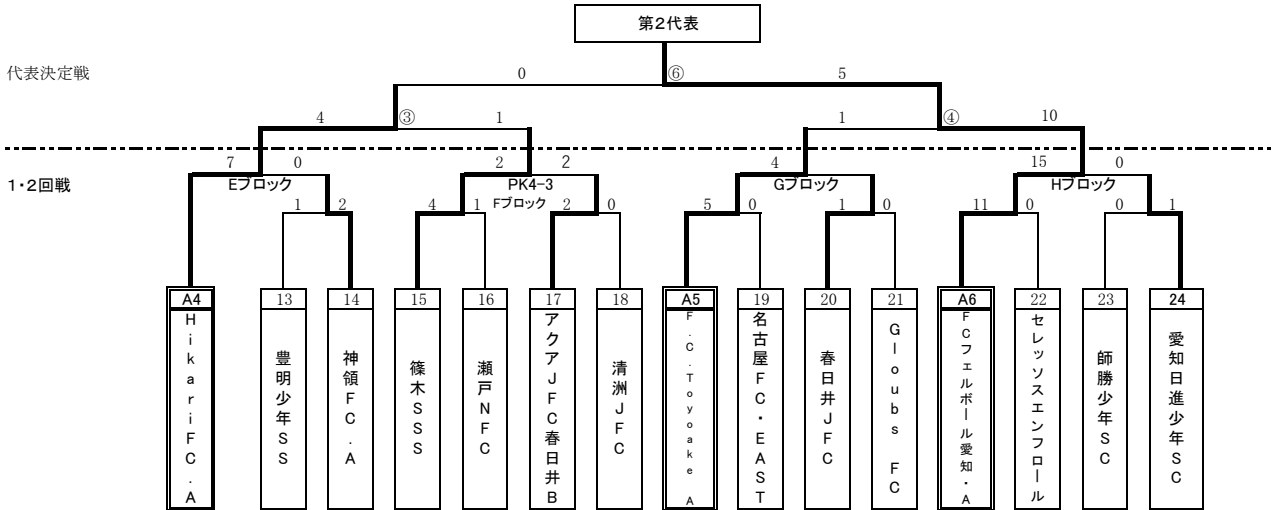 第2代表
代表決定戦
0 ⑥ 5
4 ③ 1 1 ④ 10
7 0 2 2 4 15 0
1・2回戦
Eブロック PK4-3 Gブロック Hブロック
Fブロック
1 2 4 1 2 0 5 0 1 0 11 0 0 1
A4 13 14 15 16 17 18 A5 19 20 21 A6 22 23 24
HikariFC.A
豊明少年SS
神領FC.A
篠木SSS
瀬戸NFC
アクアJFC春日井B
清洲JFC
F.C.Toyoake A
名古屋FC・EAST
春日井JFC
Gloubs FC
FCフェルボール愛知・A
セレッソスエンフロール
師勝少年SC
愛知日進少年SC